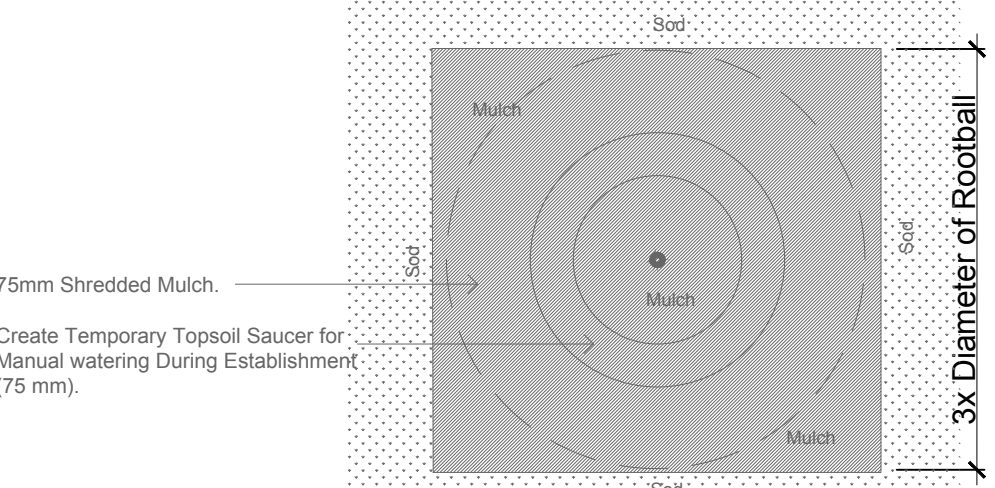 Sod
Mulch
3x Diameter of Rootball
Sod
Sod
75mm Shredded Mulch.
Mulch
Create Temporary Topsoil Saucer for
Manual watering During Establishment
(75 mm).
Mulch
Sod